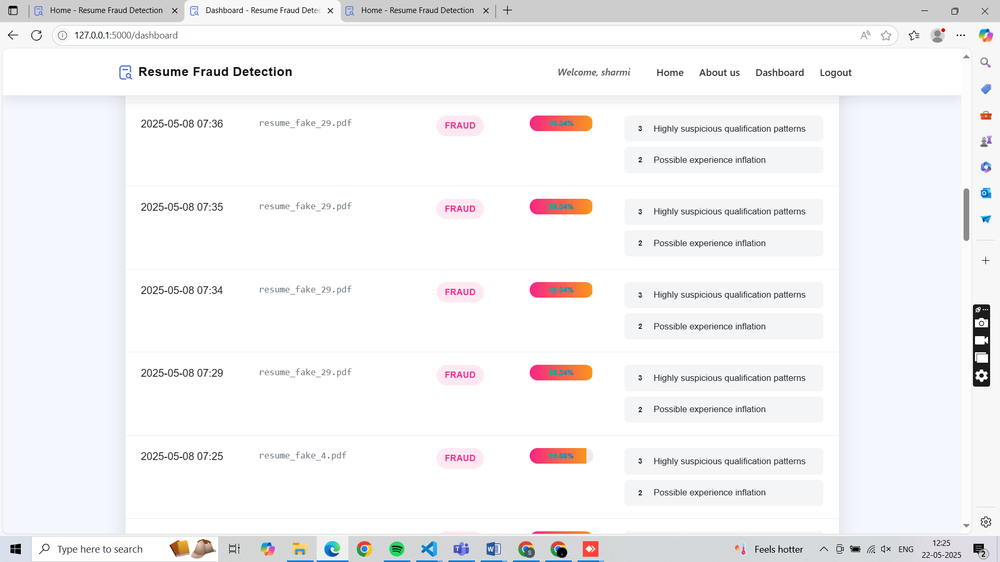 Home - Resume Fraud Detection
Dashboard - Resume Fraud Detec
Home - Resume Fraud Detection
127.0.0.1:5000/dashboard
Resume Fraud Detection
Welcome, sharmi
Home
About us
Dashboard
Logout
2025-05-08 07:36
resume_fake_29.pdf
FRAUD
98.34%
3 Highly suspicious qualification patterns
2 Possible experience inflation
2025-05-08 07:35
resume_fake_29.pdf
FRAUD
98.34%
3 Highly suspicious qualification patterns
2 Possible experience inflation
2025-05-08 07:34
resume_fake_29.pdf
FRAUD
98.34%
3 Highly suspicious qualification patterns
2 Possible experience inflation
2025-05-08 07:29
resume_fake_29.pdf
FRAUD
98.34%
3 Highly suspicious qualification patterns
2 Possible experience inflation
2025-05-08 07:25
resume_fake_4.pdf
FRAUD
89.66%
3 Highly suspicious qualification patterns
2 Possible experience inflation
Type here to search
Feels hotter
ENG
12:25
22-05-2025
2